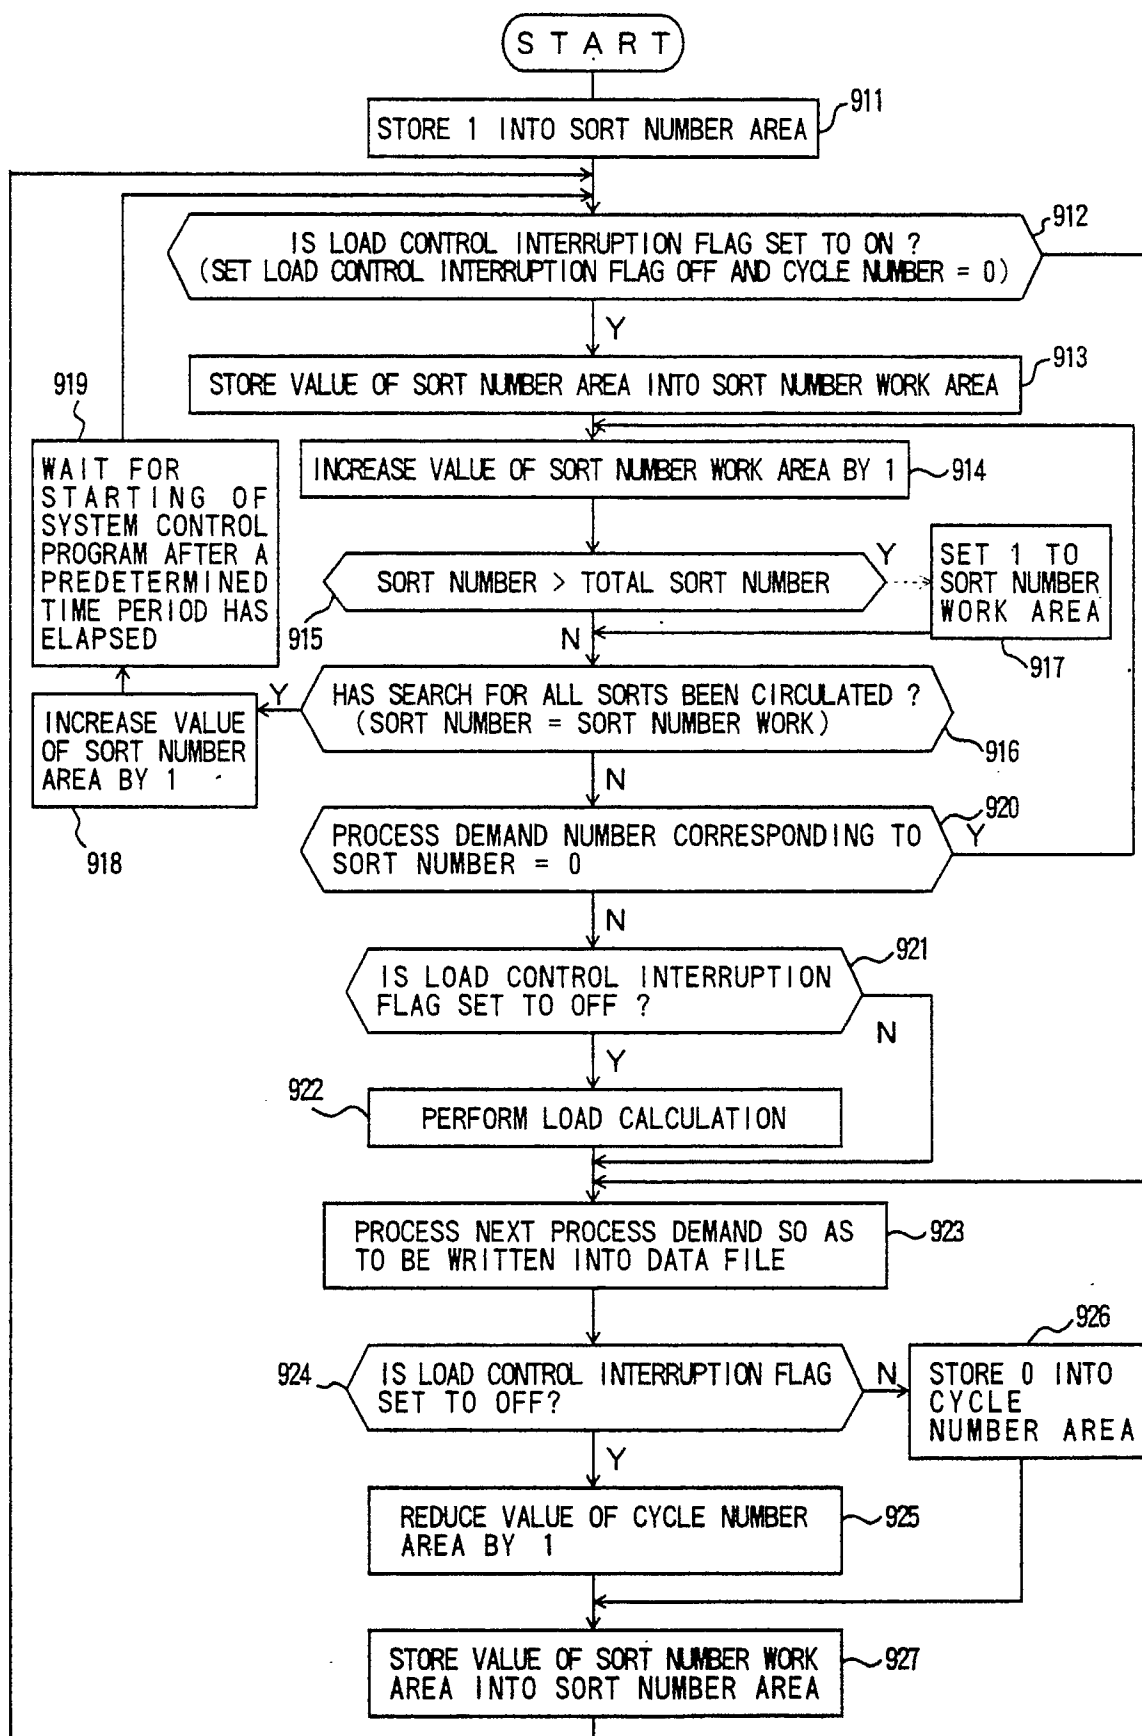 START
911
STORE 1 INTO SORT NUMBER AREA
912
IS LOAD CONTROL INTERRUPTION FLAG SET TO ON ?
(SET LOAD CONTROL INTERRUPTION FLAG OFF AND CYCLE NUMBER = 0)
Y
913
STORE VALUE OF SORT NUMBER AREA INTO SORT NUMBER WORK AREA
919
WAIT FOR
STARTING OF
SYSTEM CONTROL
PROGRAM AFTER A
PREDETERMINED
TIME PERIOD HAS
ELAPSED
INCREASE VALUE OF SORT NUMBER WORK AREA BY 1
914
SORT NUMBER > TOTAL SORT NUMBER
Y
915
N
SET 1 TO
SORT NUMBER
WORK AREA
917
HAS SEARCH FOR ALL SORTS BEEN CIRCULATED ?
(SORT NUMBER = SORT NUMBER WORK)
Y
916
N
INCREASE VALUE
OF SORT NUMBER
AREA BY 1
918
920
PROCESS DEMAND NUMBER CORRESPONDING TO
SORT NUMBER = 0
Y
N
921
IS LOAD CONTROL INTERRUPTION
FLAG SET TO OFF ?
N
Y
922
PERFORM LOAD CALCULATION
PROCESS NEXT PROCESS DEMAND SO AS
TO BE WRITTEN INTO DATA FILE
923
924
IS LOAD CONTROL INTERRUPTION FLAG
SET TO OFF?
N
Y
926
STORE 0 INTO
CYCLE
NUMBER AREA
REDUCE VALUE OF CYCLE NUMBER
AREA BY 1
925
STORE VALUE OF SORT NUMBER WORK
AREA INTO SORT NUMBER AREA
927